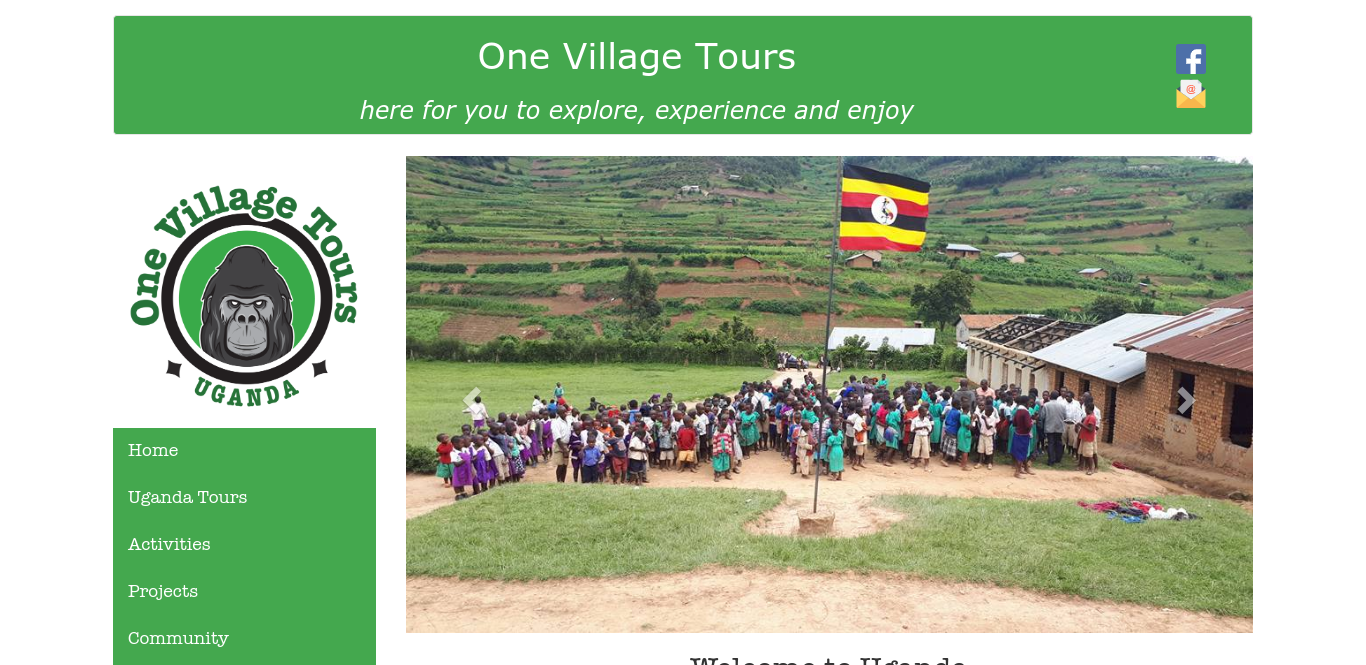 One Village Tours
here for you to explore, experience and enjoy
One Village Tours
UGANDA
Home
Uganda Tours
Activities
Projects
Community
Welcome to Uganda